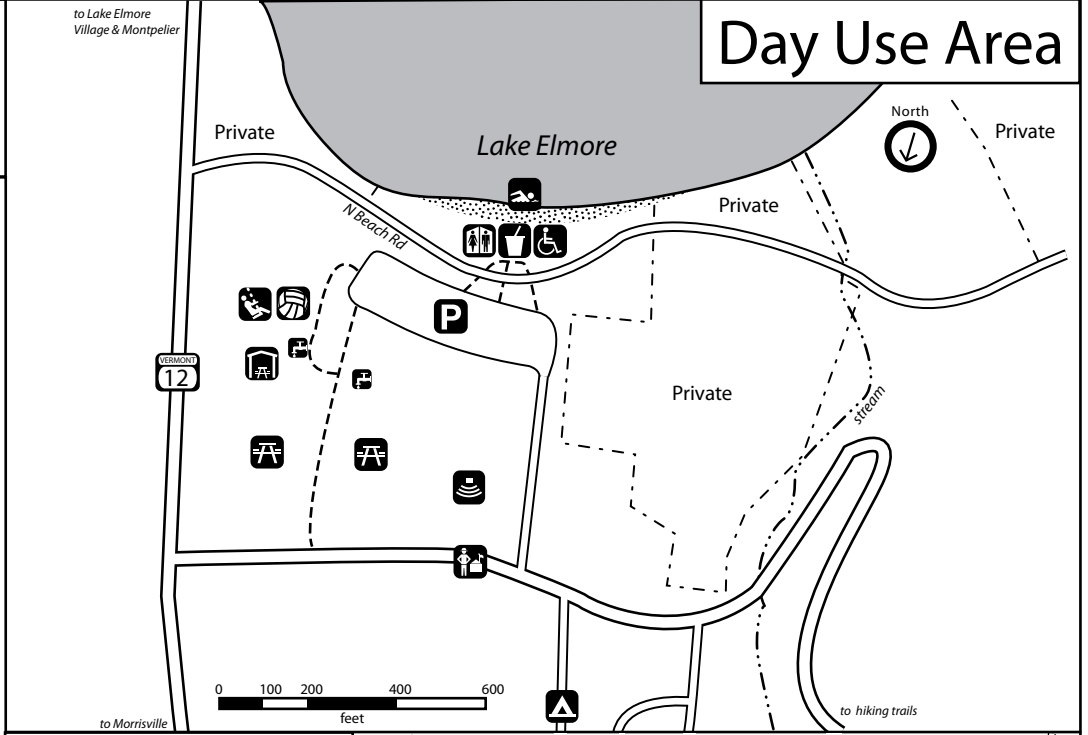 to Lake Elmore
Village & Montpelier
Day Use Area
North
Private
Private
Lake Elmore
Private
N Beach Rd
P
VERMONT
12
Private
stream
0 100 200 400 600
feet
to Morrisville
to hiking trails